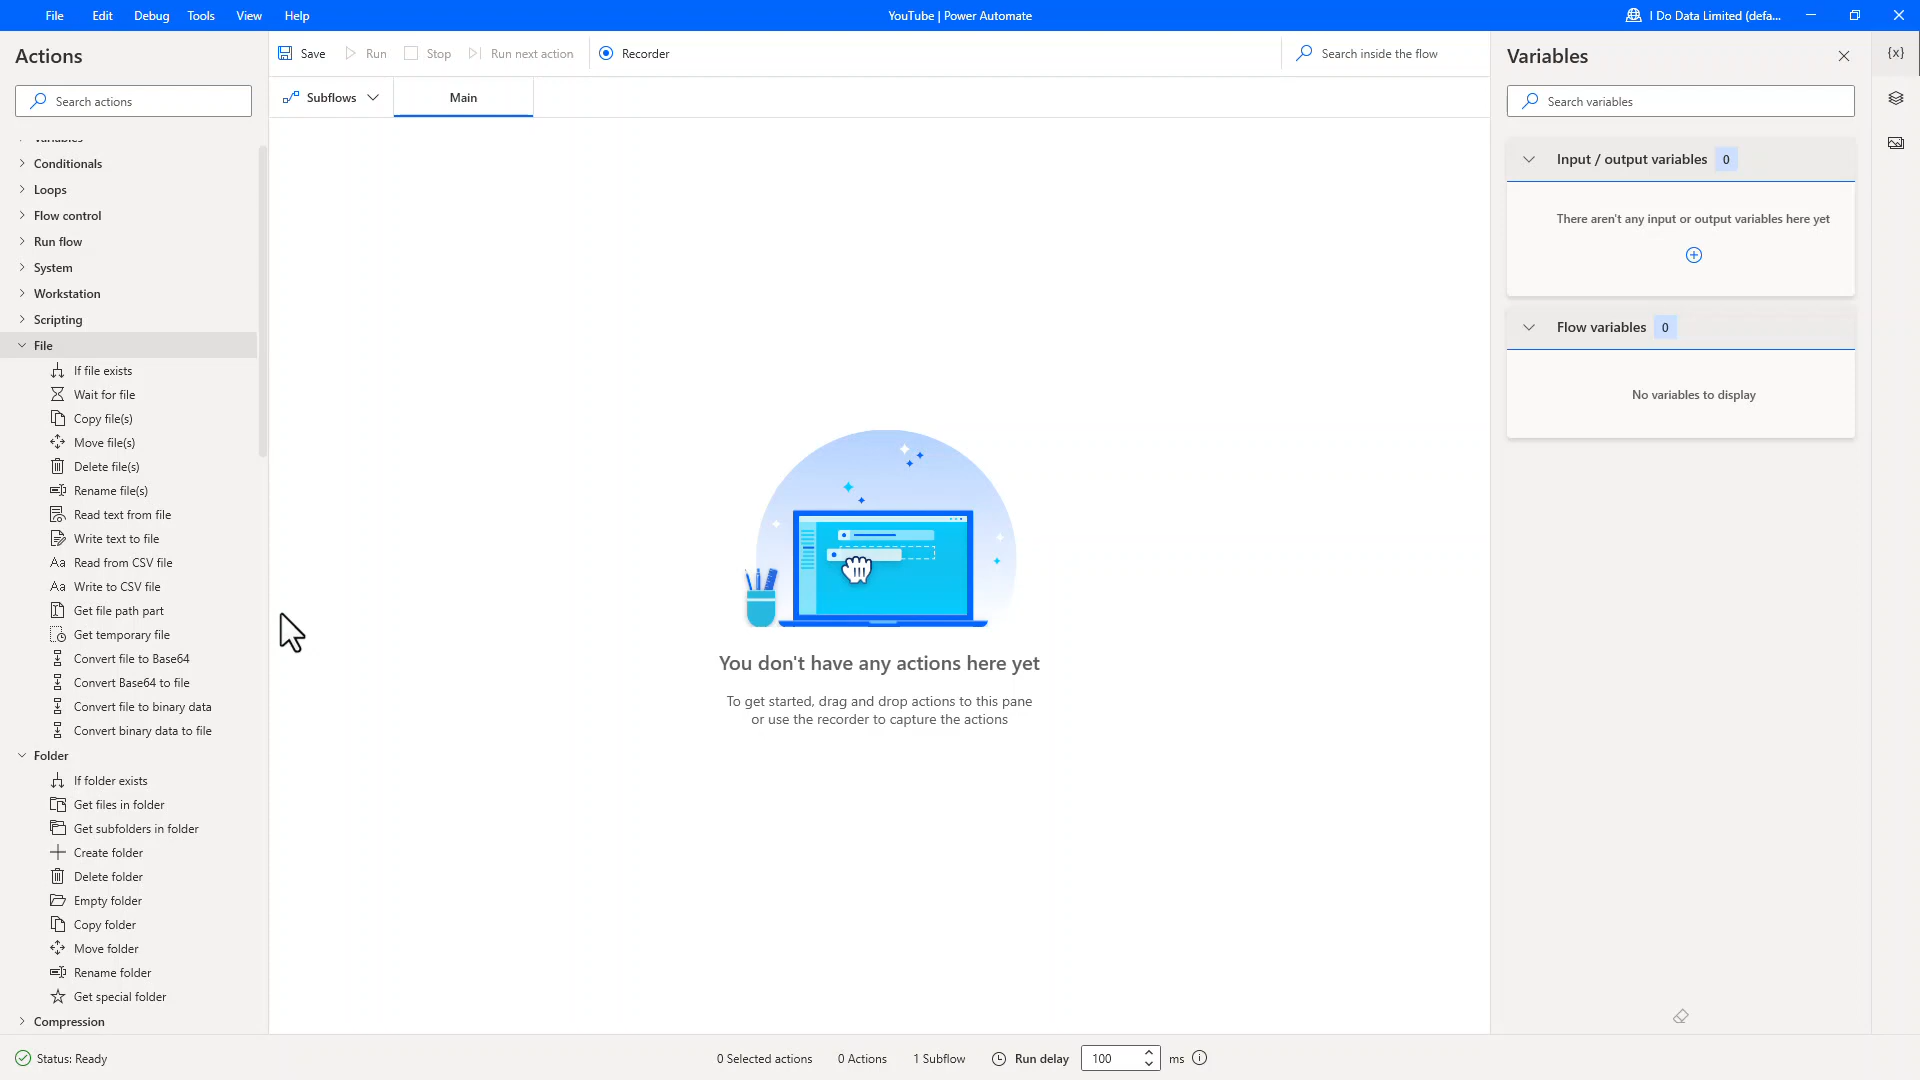 File Edit Debug Tools View Help
YouTube | Power Automate
I Do Data Limited (defa...
Actions
Search actions
Variables
Conditionals
Loops
Flow control
Run flow
System
Workstation
Scripting
File
If file exists
Wait for file
Copy file(s)
Move file(s)
Delete file(s)
Rename file(s)
Read text from file
Write text to file
Read from CSV file
Write to CSV file
Get file path part
Get temporary file
Convert file to Base64
Convert Base64 to file
Convert file to binary data
Convert binary data to file
Folder
If folder exists
Get files in folder
Get subfolders in folder
Create folder
Delete folder
Empty folder
Copy folder
Move folder
Rename folder
Get special folder
Compression
Save Run Stop Run next action Recorder
Search inside the flow
Subflows Main
You don't have any actions here yet
To get started, drag and drop actions to this pane
or use the recorder to capture the actions
Variables
{x}
Search variables
Input / output variables 0
There aren't any input or output variables here yet
Flow variables 0
No variables to display
Status: Ready
0 Selected actions 0 Actions 1 Subflow Run delay 100 ms